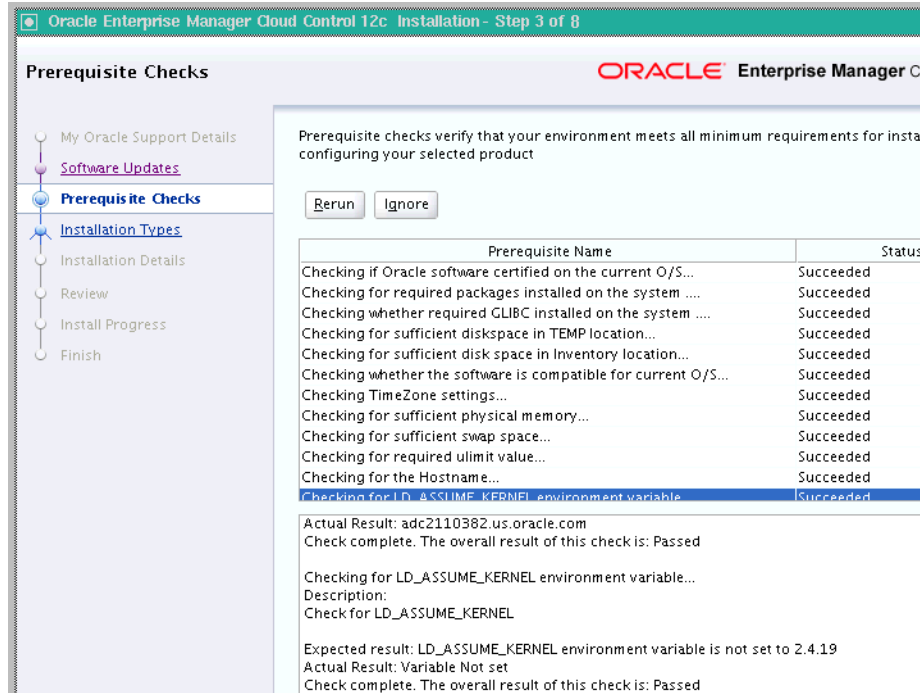 Oracle Enterprise Manager Cloud Control 12c Installation - Step 3 of 8
Prerequisite Checks
ORACLE Enterprise Manager C
My Oracle Support Details
Software Updates
Prerequisite Checks
Installation Types
Installation Details
Review
Install Progress
Finish
Prerequisite checks verify that your environment meets all minimum requirements for insta
configuring your selected product
Rerun Ignore
Prerequisite Name Status
Checking if Oracle software certified on the current O/S... Succeeded
Checking for required packages installed on the system .... Succeeded
Checking whether required GLIBC installed on the system .... Succeeded
Checking for sufficient diskspace in TEMP location... Succeeded
Checking for sufficient disk space in Inventory location... Succeeded
Checking whether the software is compatible for current O/S... Succeeded
Checking TimeZone settings... Succeeded
Checking for sufficient physical memory... Succeeded
Checking for sufficient swap space... Succeeded
Checking for required ulimit value... Succeeded
Checking for the Hostname... Succeeded
Checking for LD_ASSUME_KERNEL environment variable Succeeded
Actual Result: adc2110382.us.oracle.com
Check complete. The overall result of this check is: Passed
Checking for LD_ASSUME_KERNEL environment variable...
Description:
Check for LD_ASSUME_KERNEL
Expected result: LD_ASSUME_KERNEL environment variable is not set to 2.4.19
Actual Result: Variable Not set
Check complete. The overall result of this check is: Passed